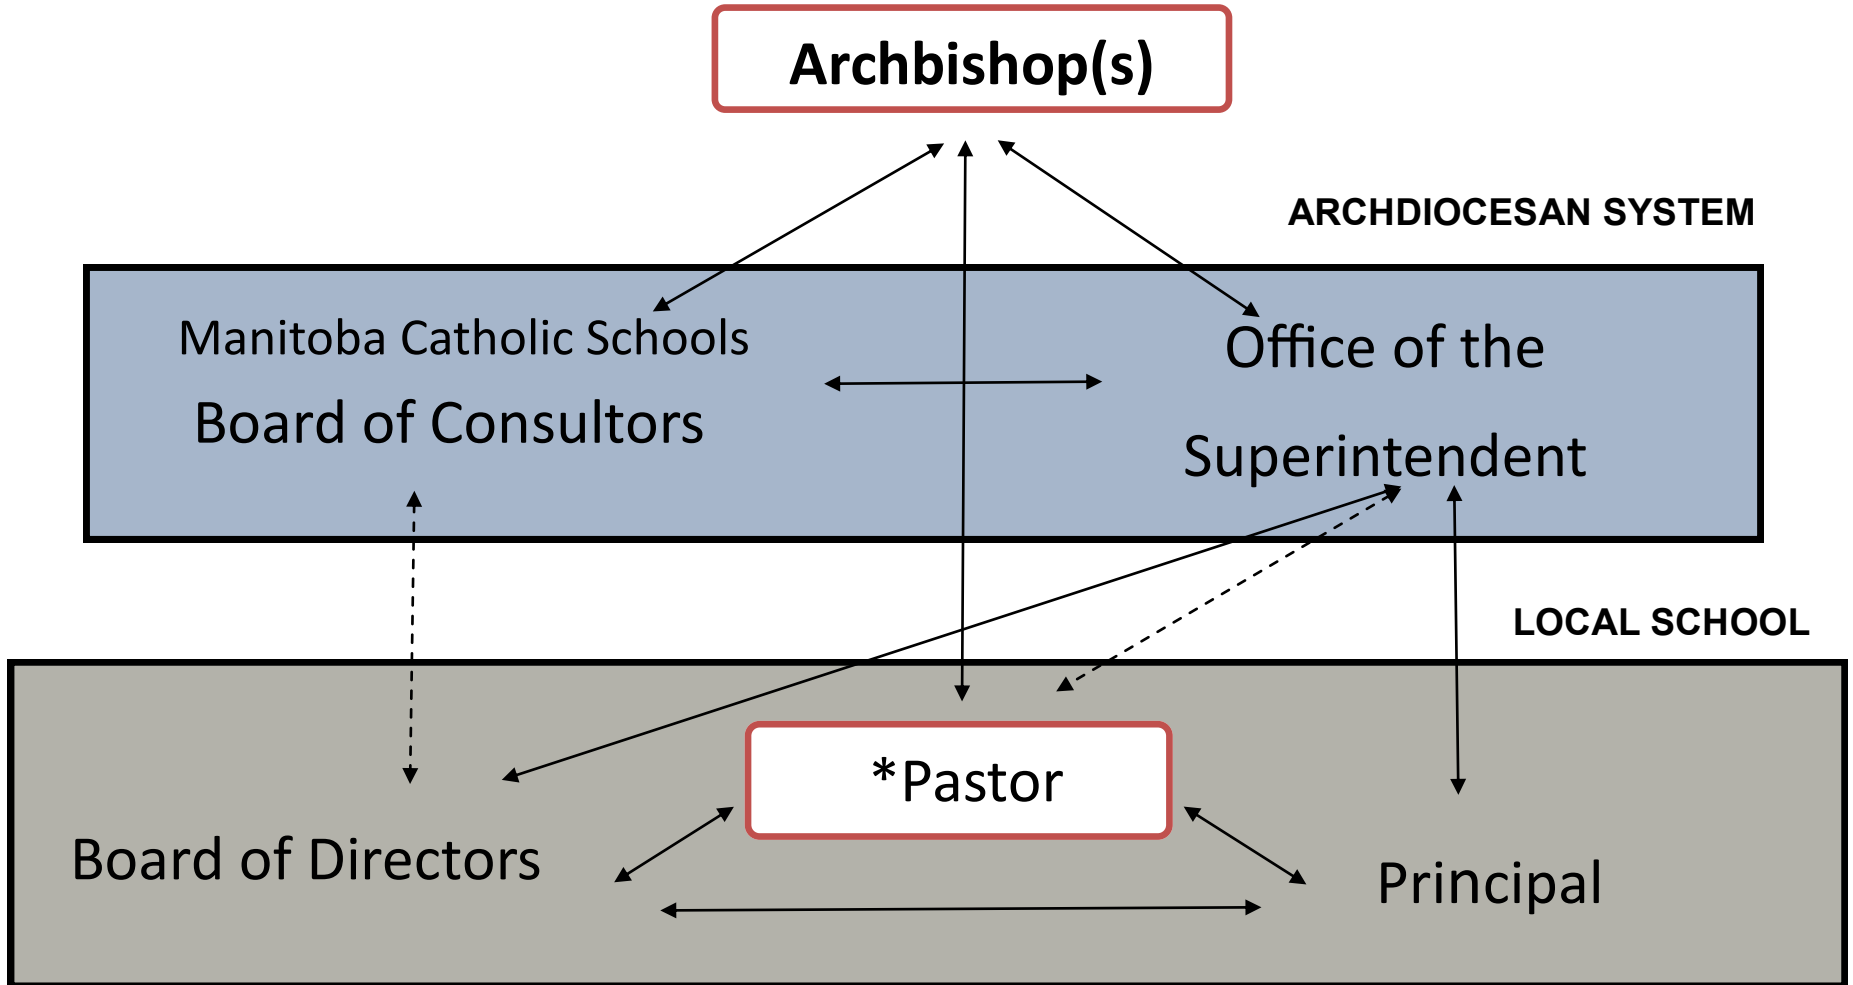 Archbishop(s)
ARCHDIOCESAN SYSTEM
Manitoba Catholic Schools
Board of Consultors
Office of the
Superintendent
LOCAL SCHOOL
*Pastor
Board of Directors
Principal